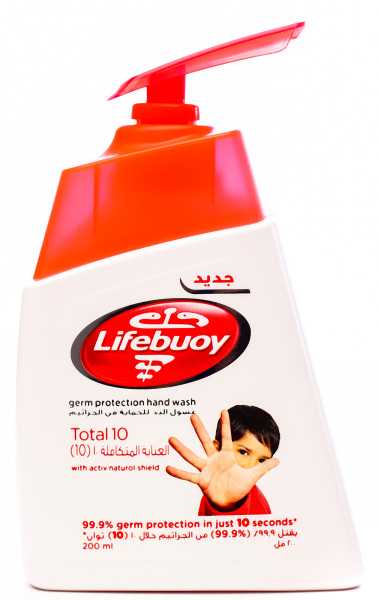 جديد
Lifebuoy
germ protection hand wash
غسول اليد للحماية من الجراثيم
Total 10
العناية المتكاملة ١٠ (10)
with activ naturol shield
99.9% germ protection in just 10 seconds*
يقتل ٩٩,٩٪ (99.9%) من الجراثيم خلال ١٠ (10) ثوان*
200 ml
٢٠٠ مل